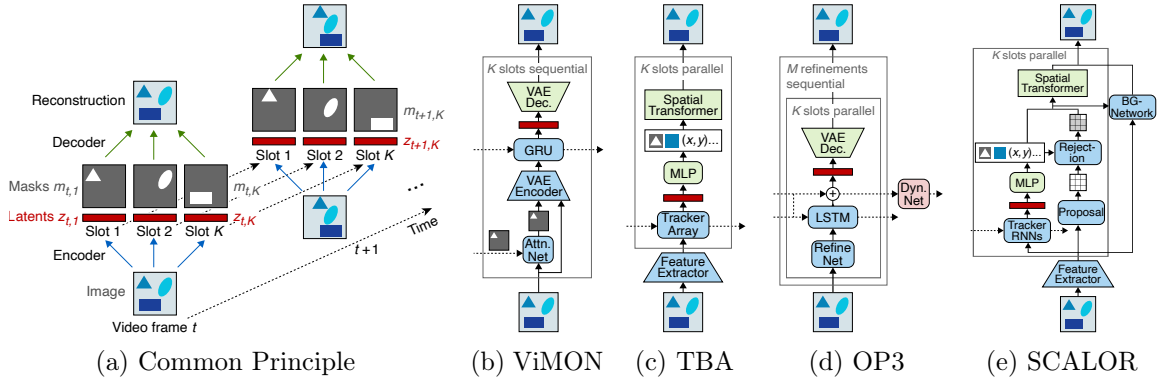 Reconstruction
Decoder
Masks m_{t,1}
m_{t,K}
Latents z_{t,1}
z_{t,K}
Slot 1
Slot 2
Slot K
Encoder
Image
Video frame t
m_{t+1,K}
z_{t+1,K}
Slot 1
Slot 2
Slot K
...
t+1
Time
(a) Common Principle
K slots sequential
VAE
Dec.
GRU
VAE
Encoder
Attn.
Net
(b) ViMON
K slots parallel
Spatial
Transformer
(x,y)...
MLP
Tracker
Array
Feature
Extractor
(c) TBA
M refinements
sequential
K slots parallel
VAE
Dec.
+
Dyn.
Net
LSTM
Refine
Net
(d) OP3
K slots parallel
Spatial
Transformer
BG-
Network
(x,y)...
Reject-
ion
MLP
Proposal
Tracker
RNNs
Feature
Extractor
(e) SCALOR